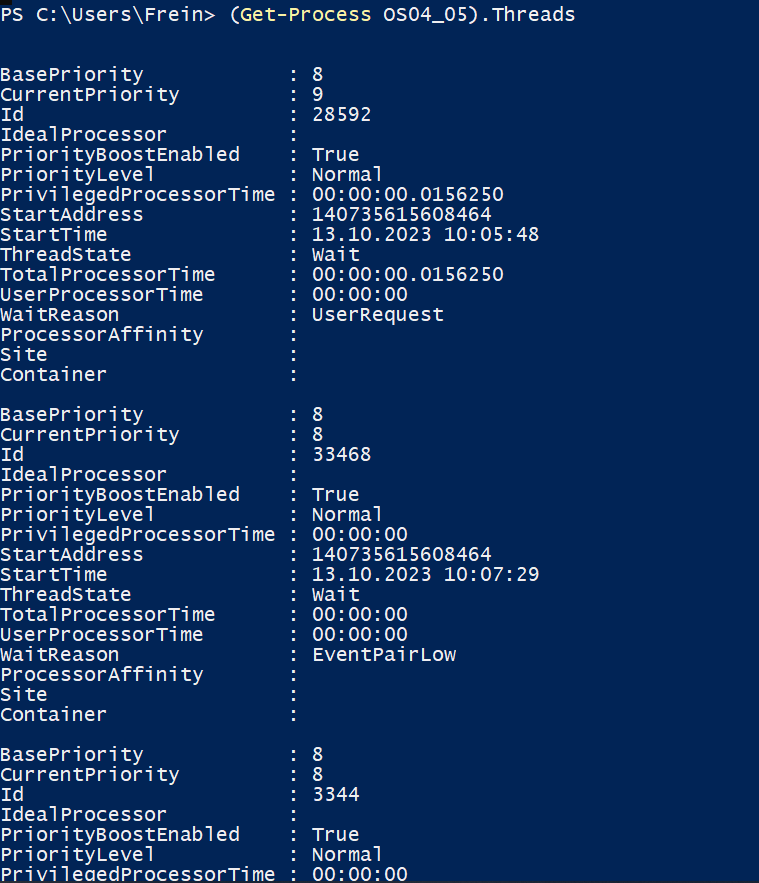 PS C:\Users\Frein> (Get-Process OS04_05).Threads
BasePriority : 8
CurrentPriority : 9
Id : 28592
IdealProcessor :
PriorityBoostEnabled : True
PriorityLevel : Normal
PrivilegedProcessorTime : 00:00:00.0156250
StartAddress : 140735615608464
StartTime : 13.10.2023 10:05:48
ThreadState : Wait
TotalProcessorTime : 00:00:00.0156250
UserProcessorTime : 00:00:00
WaitReason : UserRequest
ProcessorAffinity :
Site :
Container :
BasePriority : 8
CurrentPriority : 8
Id : 33468
IdealProcessor :
PriorityBoostEnabled : True
PriorityLevel : Normal
PrivilegedProcessorTime : 00:00:00
StartAddress : 140735615608464
StartTime : 13.10.2023 10:07:29
ThreadState : Wait
TotalProcessorTime : 00:00:00
UserProcessorTime : 00:00:00
WaitReason : EventPairLow
ProcessorAffinity :
Site :
Container :
BasePriority : 8
CurrentPriority : 8
Id : 3344
IdealProcessor :
PriorityBoostEnabled : True
PriorityLevel : Normal
PrivilegedProcessorTime : 00:00:00